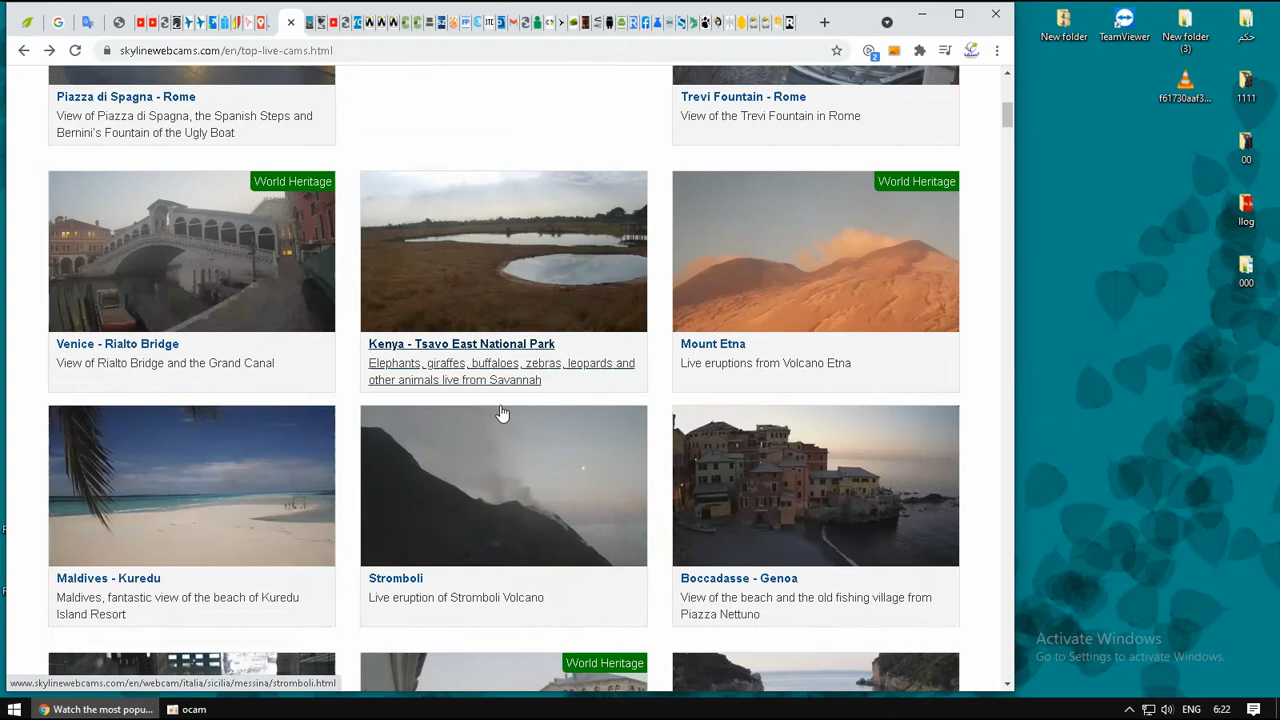 skylinewebcams.com/en/top-live-cams.html
2
New folder
TeamViewer
New folder
(3)
حكم
f61730aaf3...
1111
00
llog
000
Piazza di Spagna - Rome
View of Piazza di Spagna, the Spanish Steps and
Bernini's Fountain of the Ugly Boat
Trevi Fountain - Rome
View of the Trevi Fountain in Rome
World Heritage
World Heritage
Venice - Rialto Bridge
View of Rialto Bridge and the Grand Canal
Kenya - Tsavo East National Park
Elephants, giraffes, buffaloes, zebras, leopards and
other animals live from Savannah
Mount Etna
Live eruptions from Volcano Etna
Maldives - Kuredu
Maldives, fantastic view of the beach of Kuredu
Island Resort
Stromboli
Live eruption of Stromboli Volcano
Boccadasse - Genoa
View of the beach and the old fishing village from
Piazza Nettuno
World Heritage
www.skylinewebcams.com/en/webcam/italia/sicilia/messina/stromboli.html
Activate Windows
Go to Settings to activate Windows.
Watch the most popu...
ocam
ENG
6:22